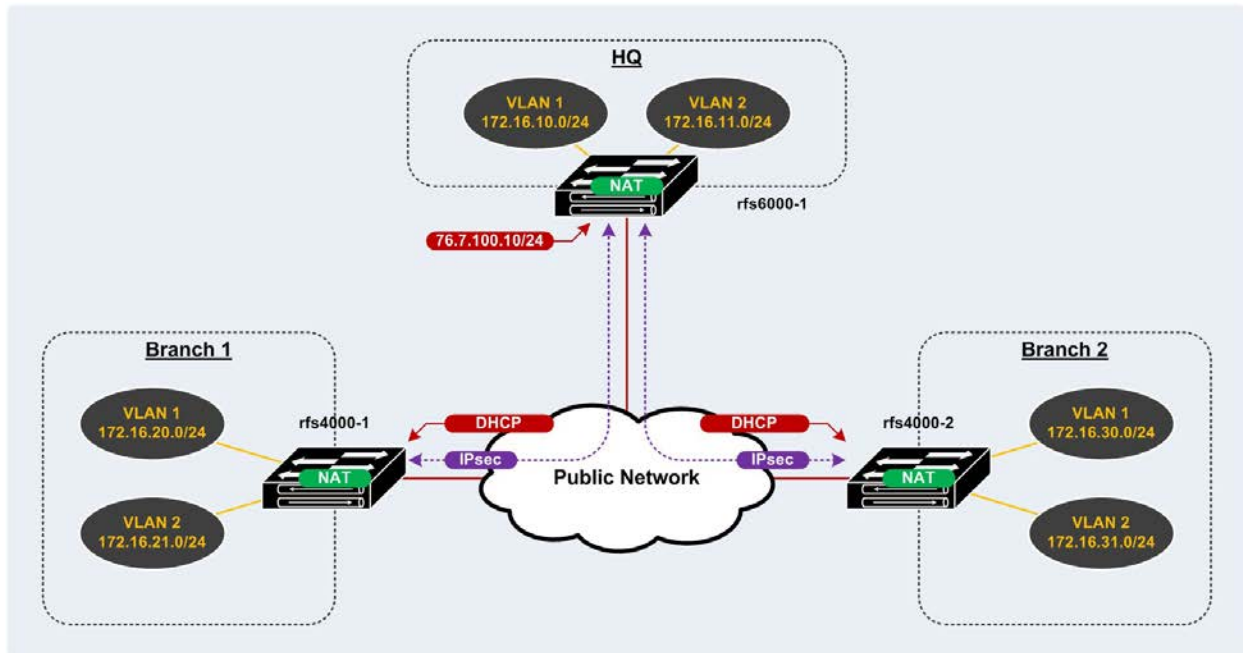 HQ
VLAN 1
172.16.10.0/24
VLAN 2
172.16.11.0/24
NAT
rfs6000-1
76.7.100.10/24
Branch 1
VLAN 1
172.16.20.0/24
VLAN 2
172.16.21.0/24
rfs4000-1
NAT
DHCP
IPsec
Public Network
DHCP
IPsec
Branch 2
rfs4000-2
NAT
VLAN 1
172.16.30.0/24
VLAN 2
172.16.31.0/24